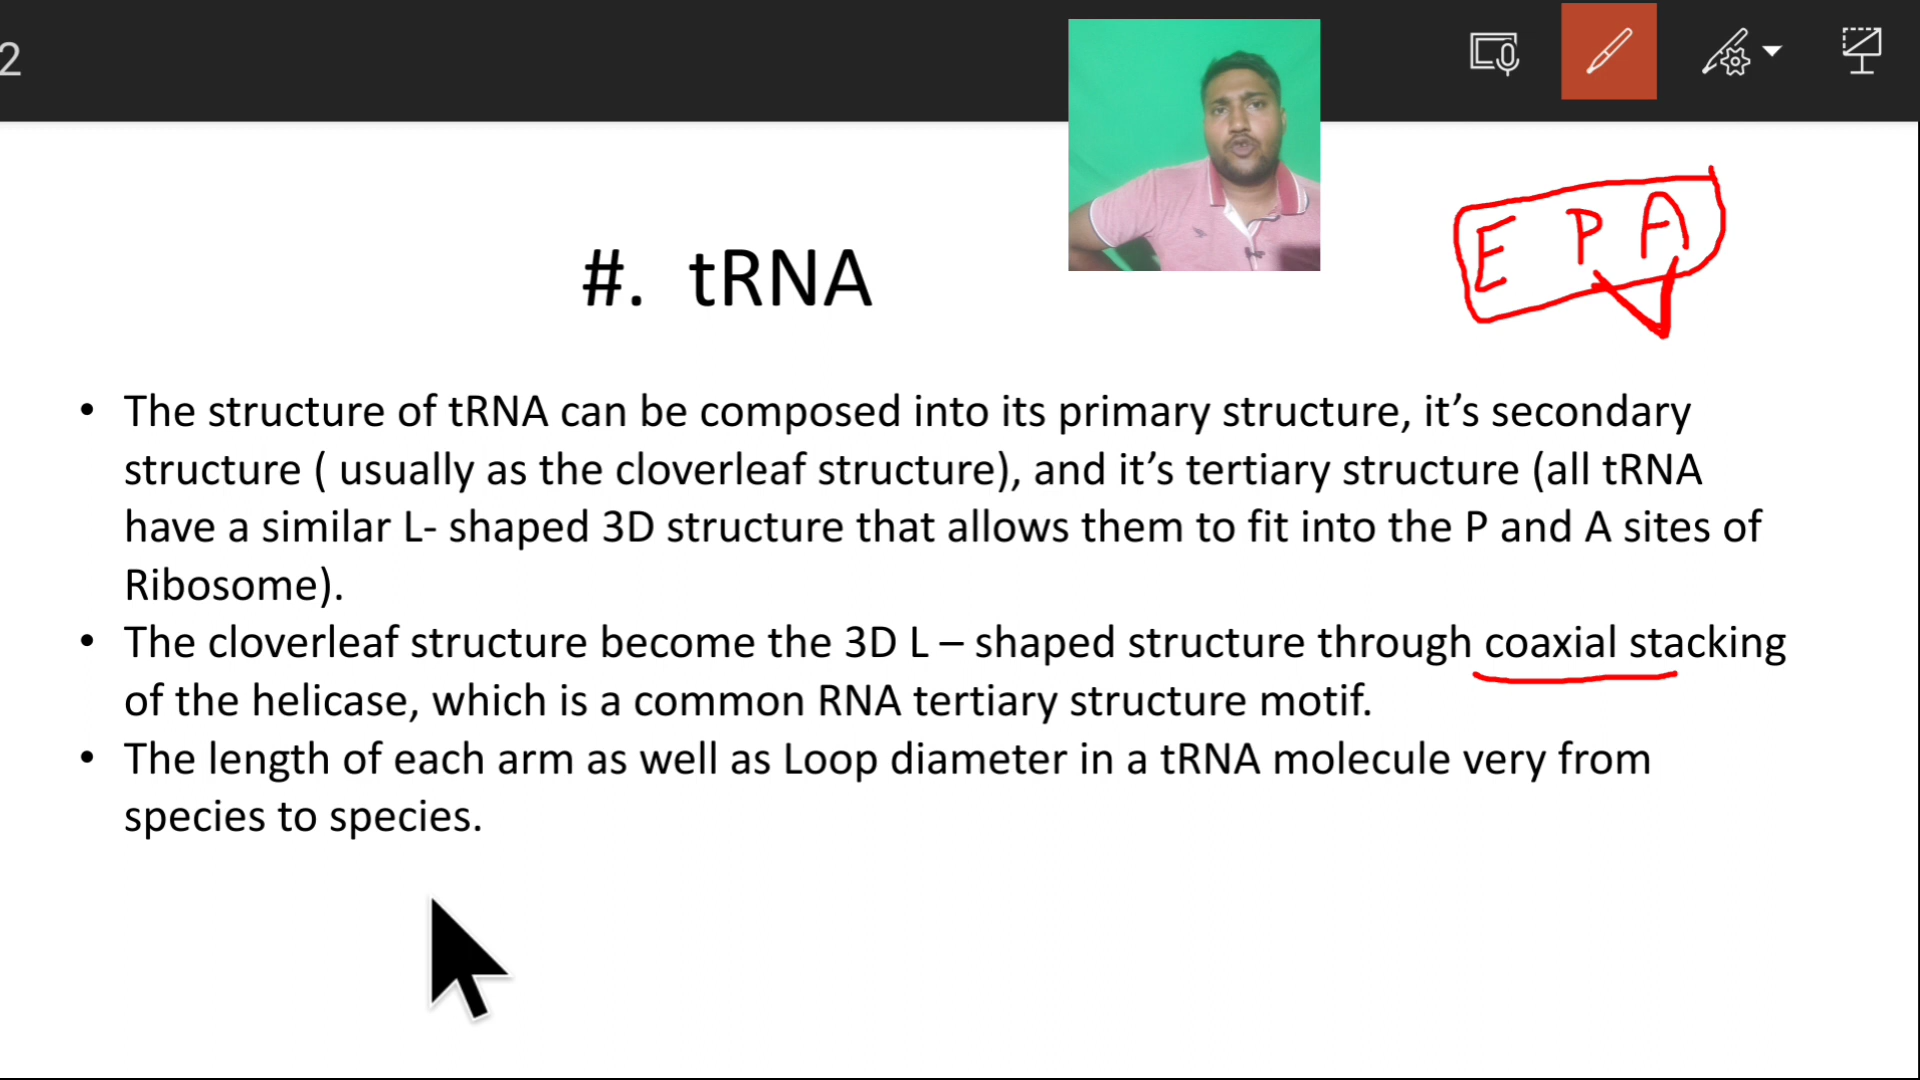 2
E P A
#. tRNA
• The structure of tRNA can be composed into its primary structure, it’s secondary
structure ( usually as the cloverleaf structure), and it’s tertiary structure (all tRNA
have a similar L- shaped 3D structure that allows them to fit into the P and A sites of
Ribosome).
• The cloverleaf structure become the 3D L – shaped structure through coaxial stacking
of the helicase, which is a common RNA tertiary structure motif.
• The length of each arm as well as Loop diameter in a tRNA molecule very from
species to species.